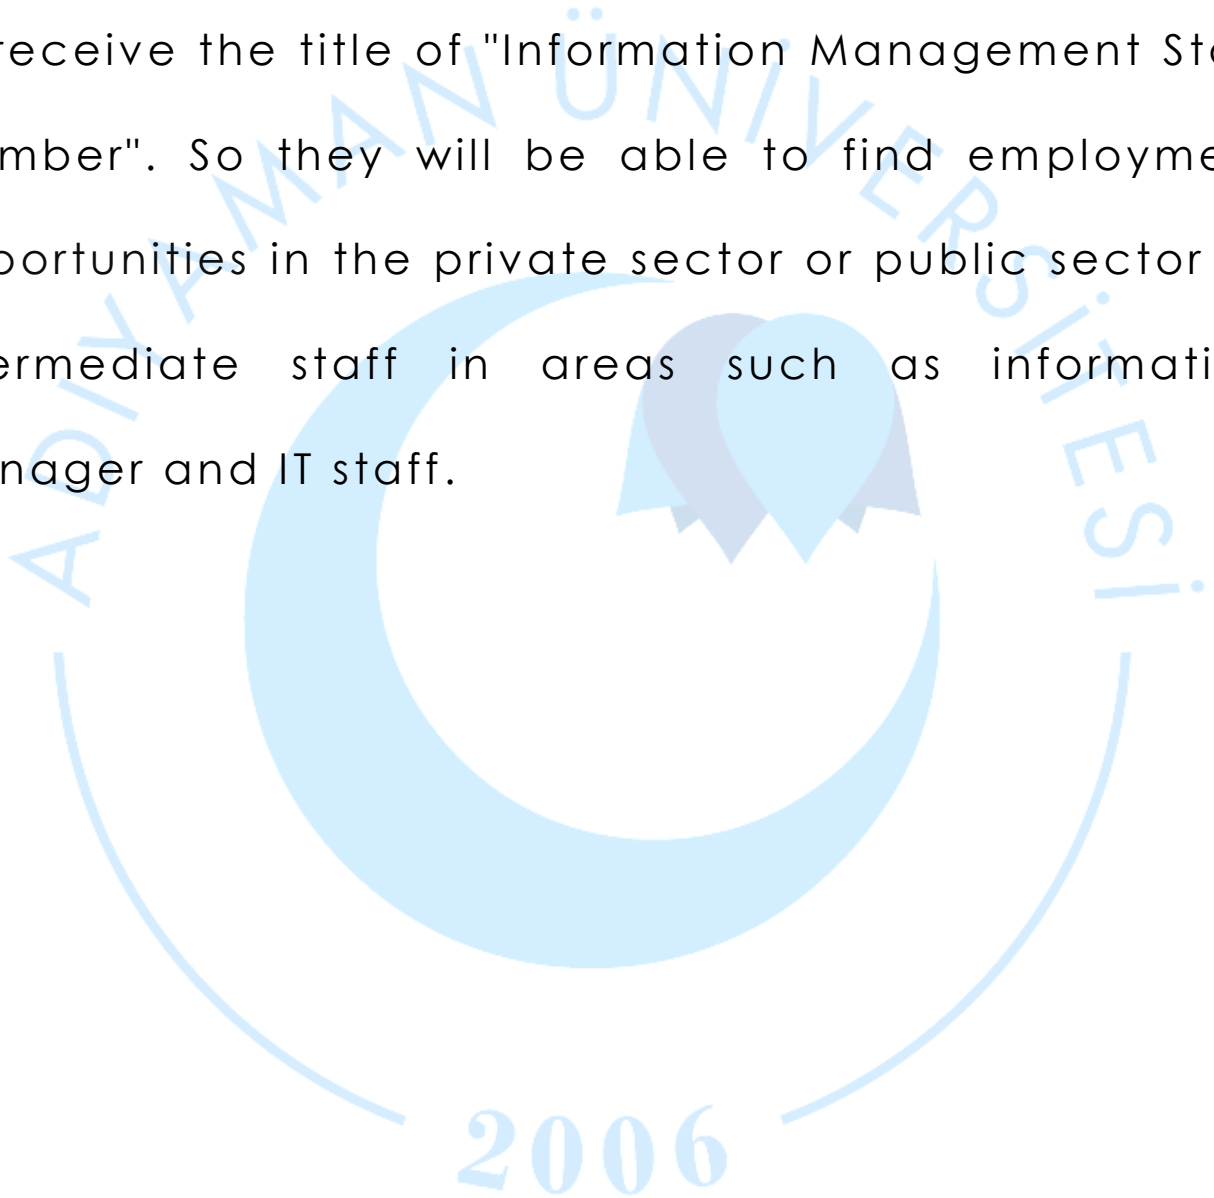 receive the title of "Information Management Sta
mber". So they will be able to find employme
portunities in the private sector or public sector
ermediate staff in areas such as informati
nager and IT staff.
ADIYAMAN ÜNİVERSİTESİ
2006